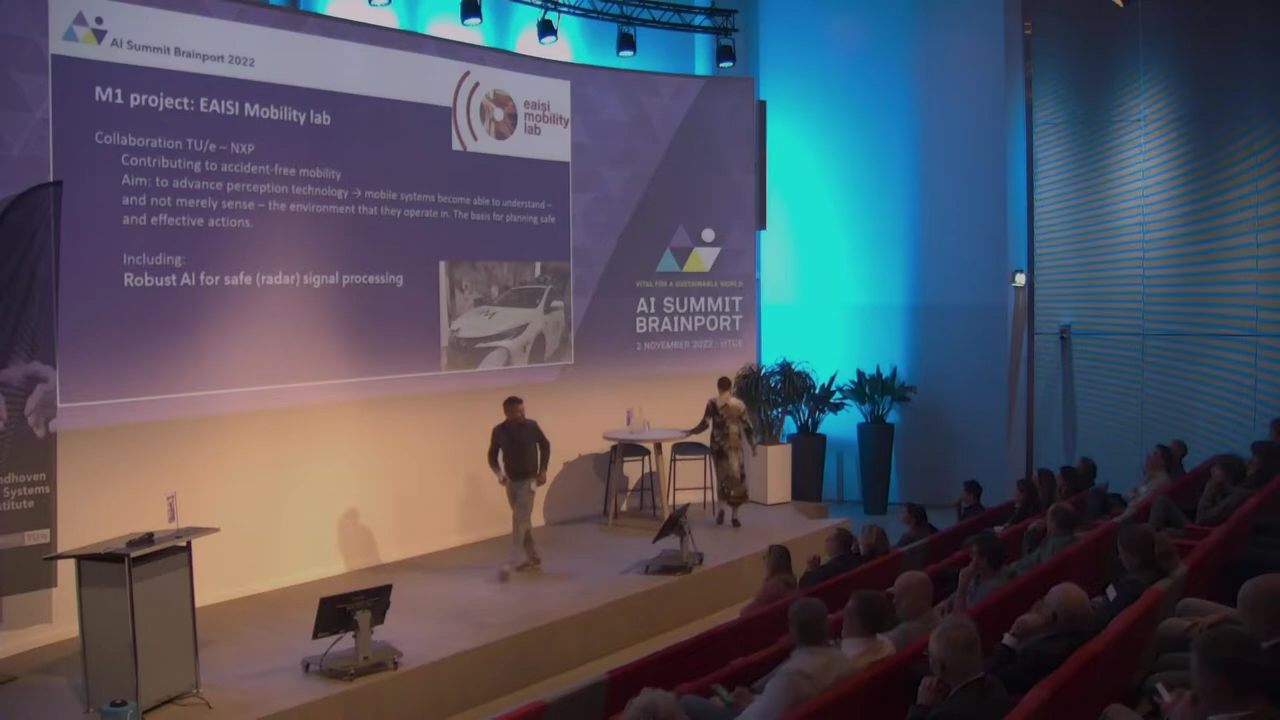 AI Summit Brainport 2022
M1 project: EAISI Mobility lab
eaisi
mobility
lab
Collaboration TU/e – NXP
Contributing to accident-free mobility
Aim: to advance perception technology → mobile systems become able to understand –
and not merely sense – the environment that they operate in. The basis for planning safe
and effective actions.
Including:
Robust AI for safe (radar) signal processing
VITAL FOR A SUSTAINABLE WORLD
AI SUMMIT
BRAINPORT
2 NOVEMBER 2022 - HTCE
ndhoven
Systems
titute
TU/e